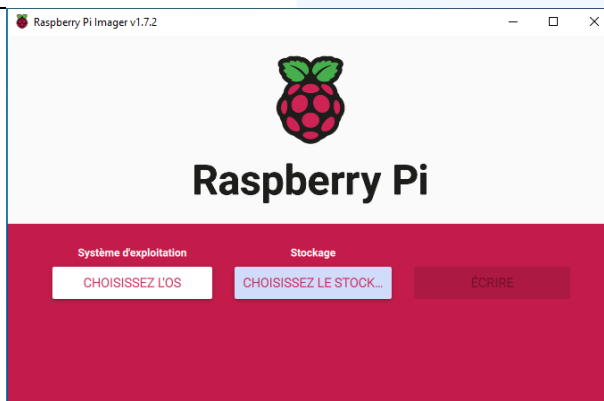 Raspberry Pi Imager v1.7.2
Raspberry Pi
Système d'exploitation
Stockage
CHOISISSEZ L'OS
CHOISISSEZ LE STOCK...
ÉCRIRE